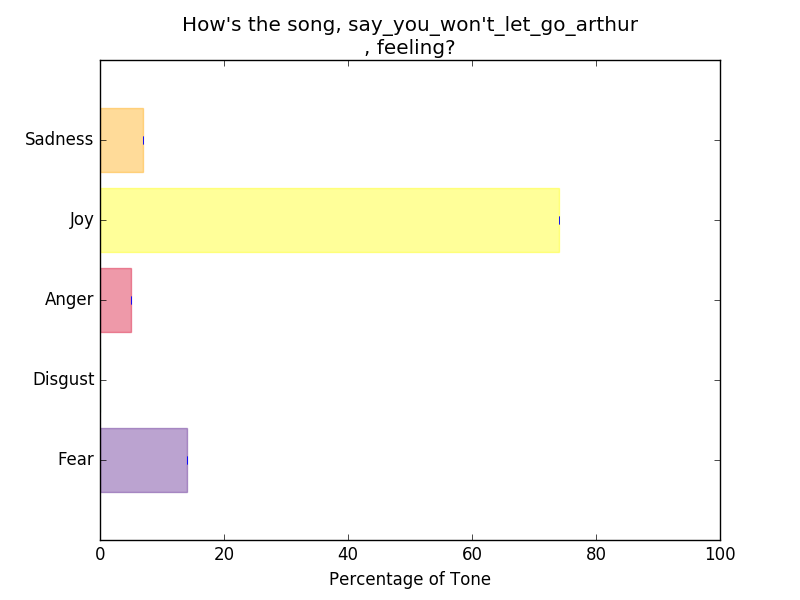 How's the song, say_you_won't_let_go_arthur
, feeling?
Sadness
Joy
Anger
Disgust
Fear
0 20 40 60 80 100
Percentage of Tone